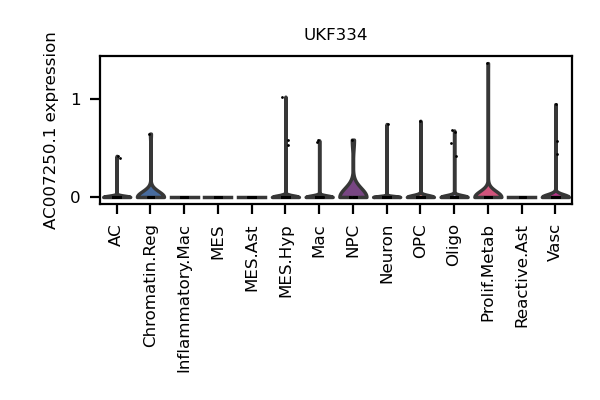 UKF334
AC007250.1 expression
1
0
AC
Chromatin.Reg
Inflammatory.Mac
MES
MES.Ast
MES.Hyp
Mac
NPC
Neuron
OPC
Oligo
Prolif.Metab
Reactive.Ast
Vasc